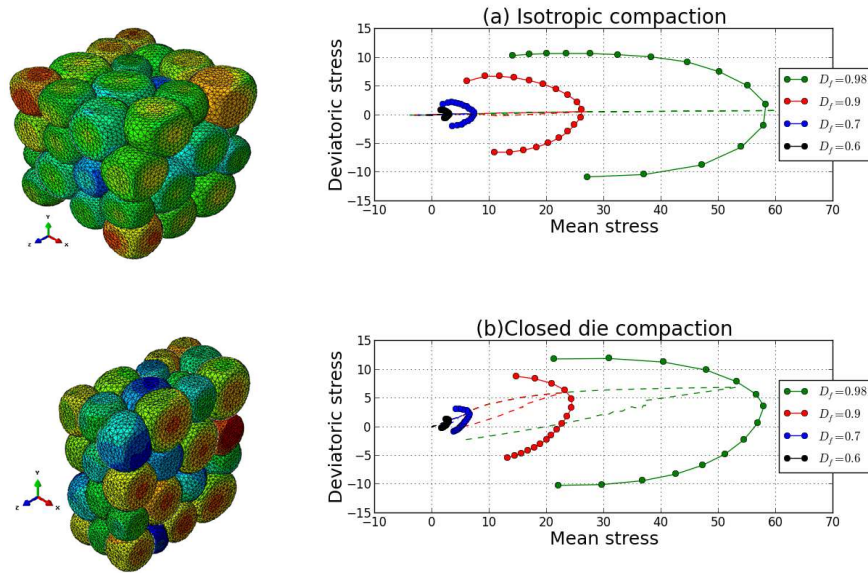 (a) Isotropic compaction
Deviatoric stress
15
10
5
0
−5
−10
−15
−10 0 10 20 30 40 50 60 70
Mean stress
D_f=0.98
D_f=0.9
D_f=0.7
D_f=0.6
Y
Z X
(b)Closed die compaction
Deviatoric stress
15
10
5
0
−5
−10
−15
−10 0 10 20 30 40 50 60 70
Mean stress
D_f=0.98
D_f=0.9
D_f=0.7
D_f=0.6
Y
Z X